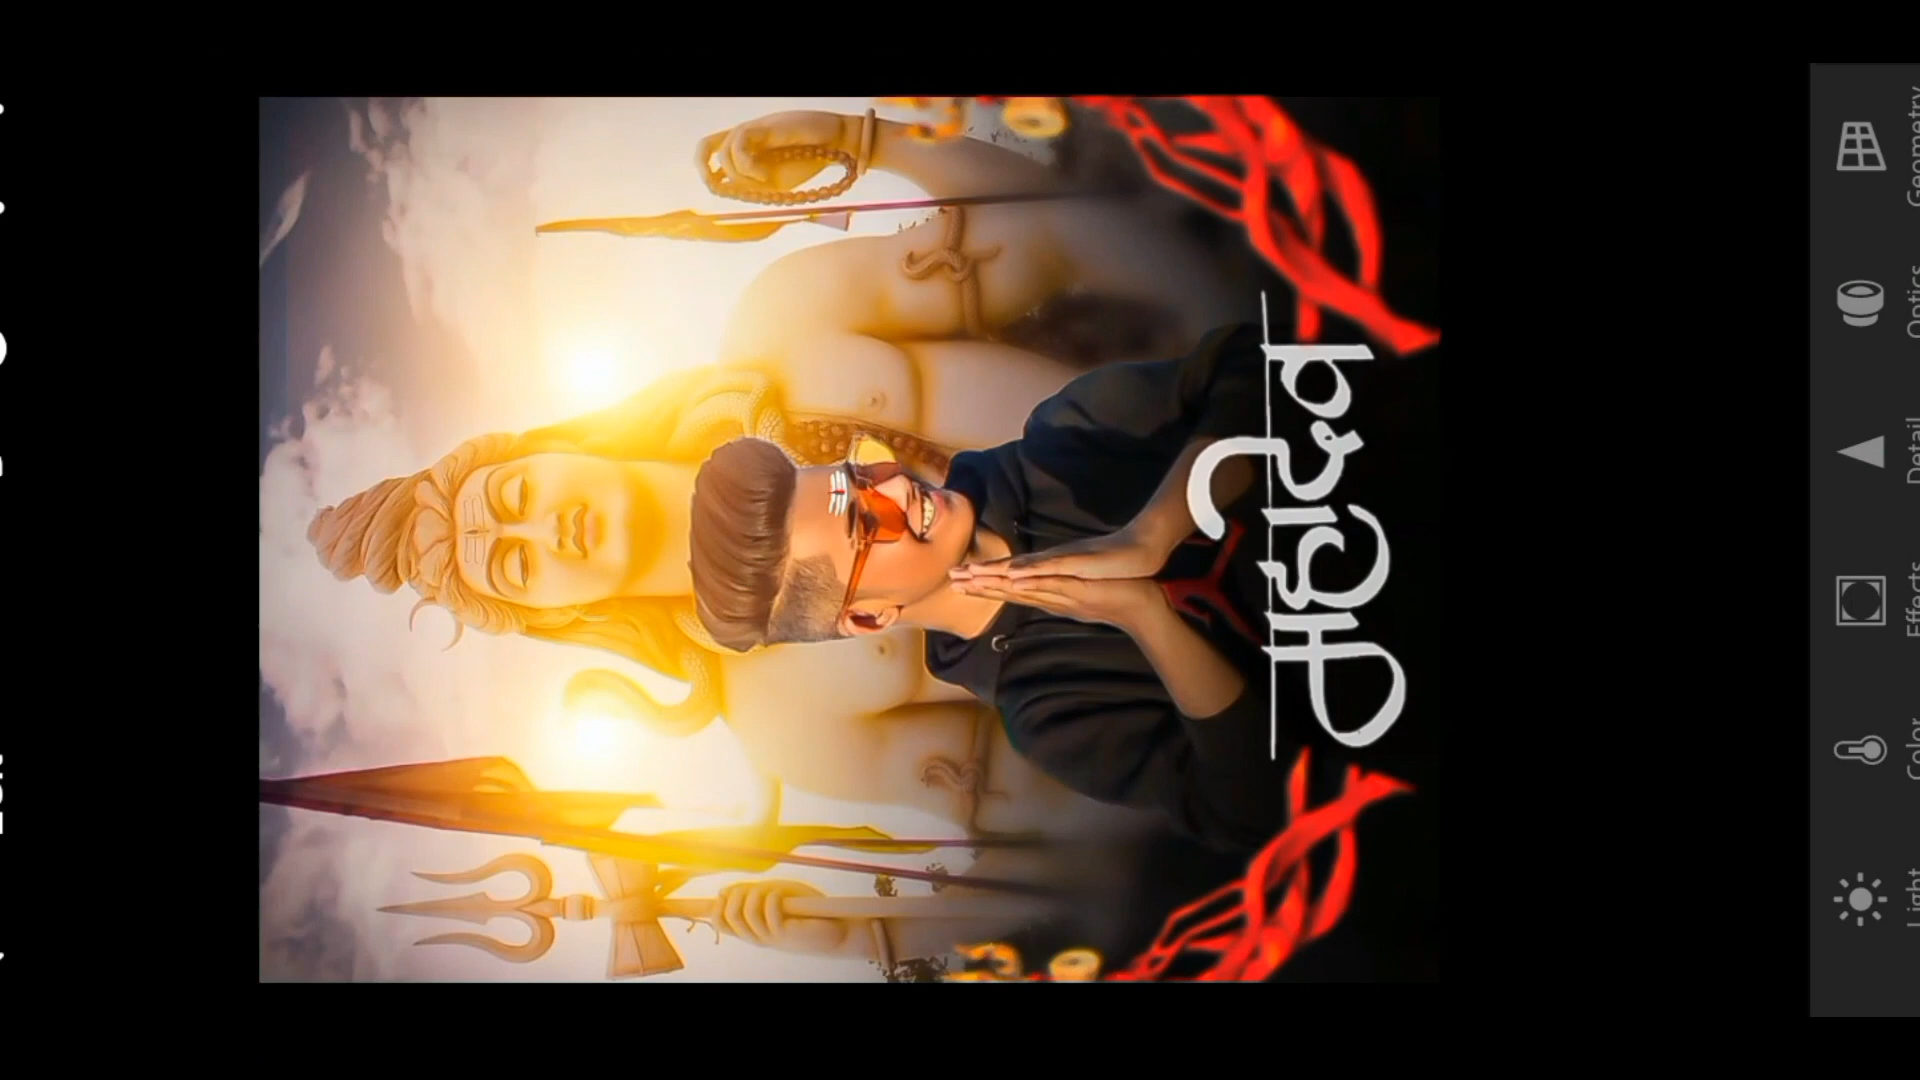 महादेव
Light
Color
Effects
Detail
Optics
Geometry